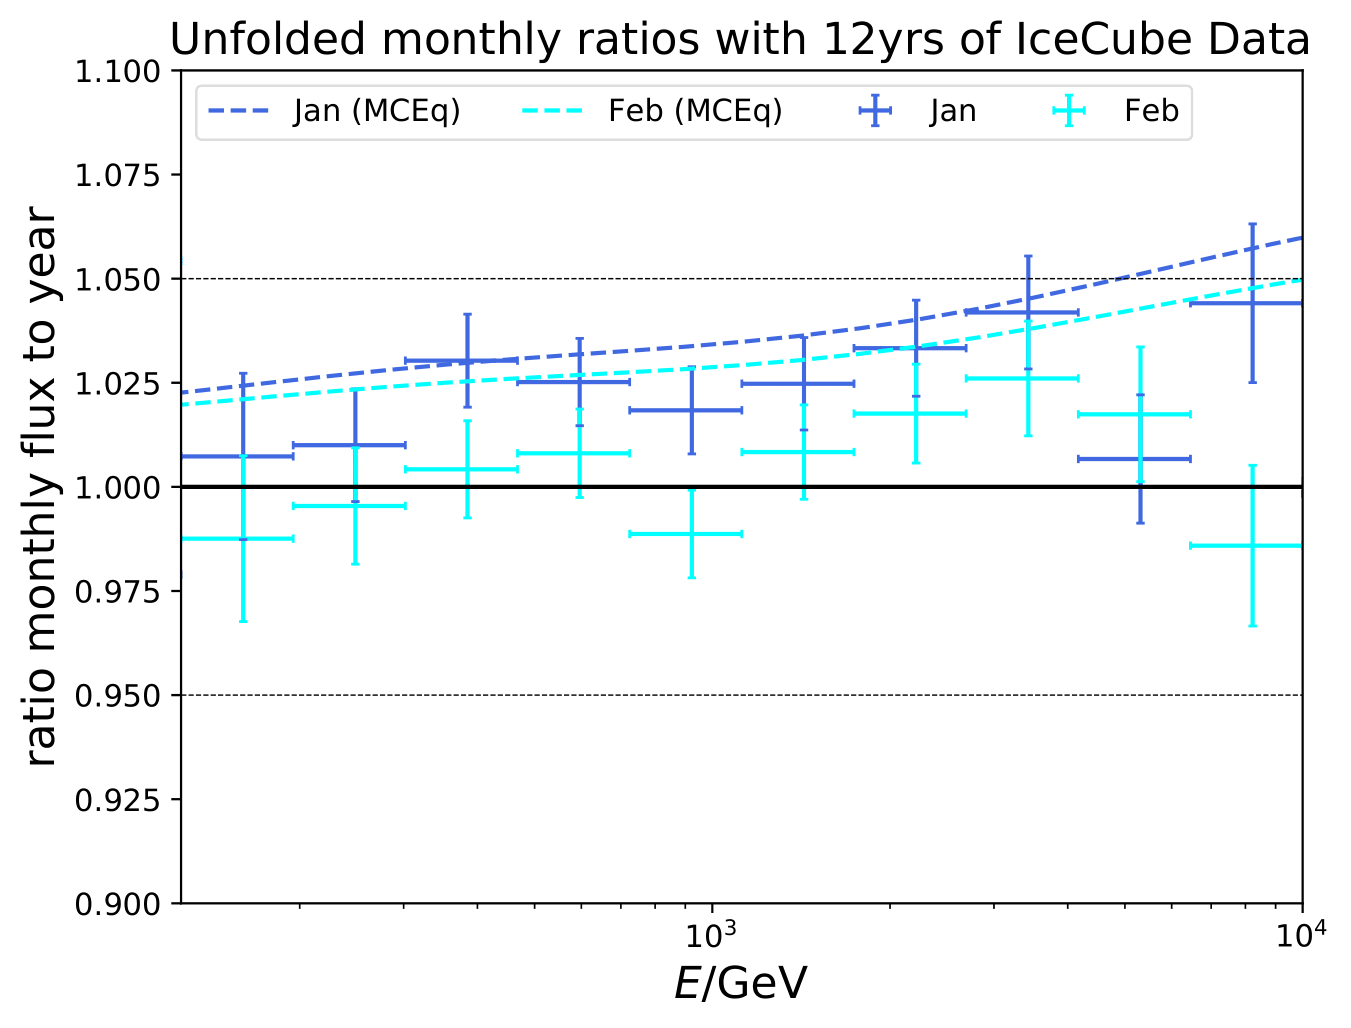 Unfolded monthly ratios with 12yrs of IceCube Data
Jan (MCEq) Feb (MCEq) Jan Feb
ratio monthly flux to year
1.100
1.075
1.050
1.025
1.000
0.975
0.950
0.925
0.900
10³ 10⁴
E/GeV